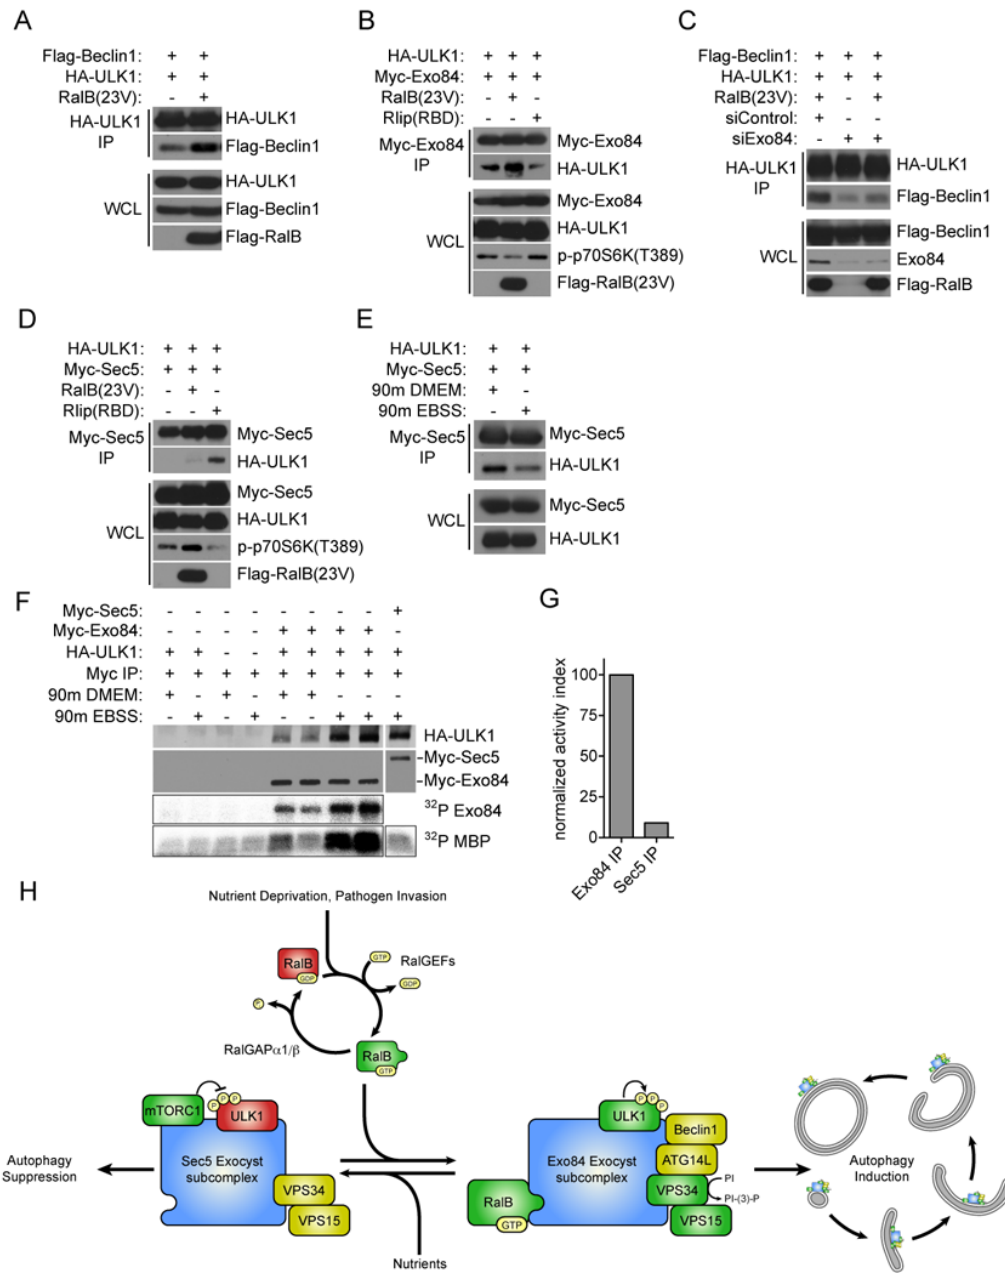 A
Flag-Beclin1: + +
HA-ULK1: + +
RalB(23V): - +
HA-ULK1 IP
HA-ULK1
Flag-Beclin1
WCL
HA-ULK1
Flag-Beclin1
Flag-RalB
B
HA-ULK1: + + +
Myc-Exo84: + + +
RalB(23V): - + -
Rlip(RBD): - - +
Myc-Exo84 IP
Myc-Exo84
HA-ULK1
WCL
Myc-Exo84
HA-ULK1
p-p70S6K(T389)
Flag-RalB(23V)
C
Flag-Beclin1: + + +
HA-ULK1: + + +
RalB(23V): + - +
siControl: + - -
siExo84: - + +
HA-ULK1 IP
HA-ULK1
Flag-Beclin1
WCL
Flag-Beclin1
Exo84
Flag-RalB
D
HA-ULK1: + + +
Myc-Sec5: + + +
RalB(23V): - + -
Rlip(RBD): - - +
Myc-Sec5 IP
Myc-Sec5
HA-ULK1
WCL
Myc-Sec5
HA-ULK1
p-p70S6K(T389)
Flag-RalB(23V)
E
HA-ULK1: + +
Myc-Sec5: + +
90m DMEM: + -
90m EBSS: - +
Myc-Sec5 IP
Myc-Sec5
HA-ULK1
WCL
Myc-Sec5
HA-ULK1
F
Myc-Sec5: - - - - - - - - +
Myc-Exo84: - - - - + + + + -
HA-ULK1: + + - - + + + + +
Myc IP: + + + + + + + + +
90m DMEM: + - + - + + - - -
90m EBSS: - + - + - - + + +
HA-ULK1
-Myc-Sec5
-Myc-Exo84
32P Exo84
32P MBP
G
normalized activity index
100
75
50
25
0
Exo84 IP
Sec5 IP
H
Nutrient Deprivation, Pathogen Invasion
RalB
GDP
GTP
RalGEFs
GDP
P
RalGAPα1/β
RalB
GTP
mTORC1
P P P
ULK1
Sec5 Exocyst subcomplex
VPS34
VPS15
Autophagy Suppression
Nutrients
ULK1
P P P
Exo84 Exocyst subcomplex
Beclin1
ATG14L
VPS34
VPS15
PI
PI-(3)-P
RalB
GTP
Autophagy Induction